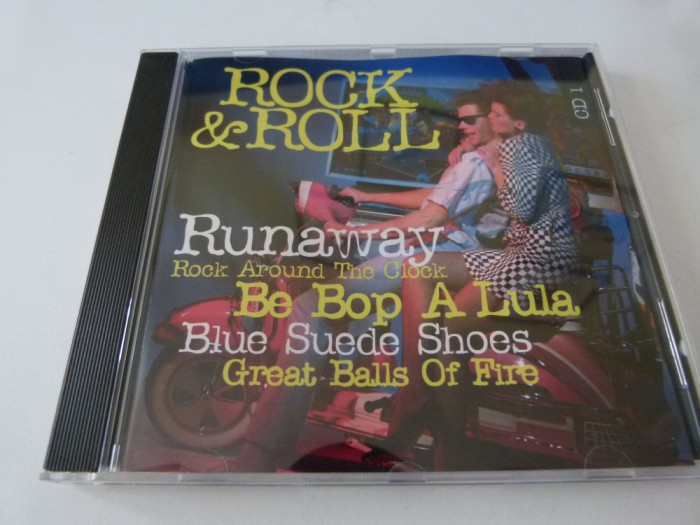 ROCK
&ROLL
CD 1
Runaway
Rock Around The Clock
Be Bop A Lula
Blue Suede Shoes
Great Balls Of Fire